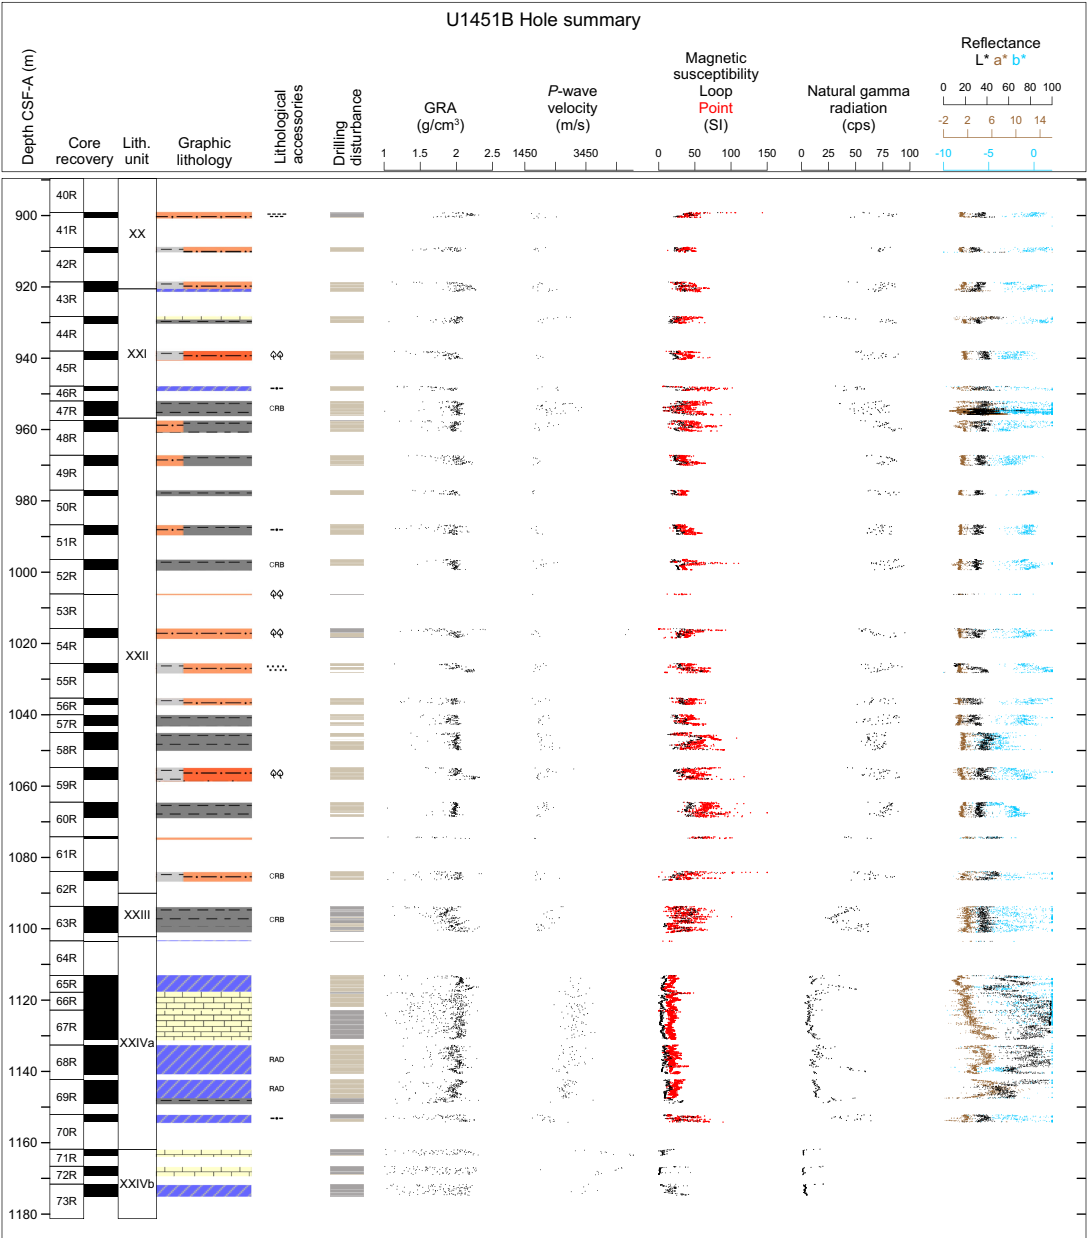 U1451B Hole summary
Depth CSF-A (m)
Core
recovery
Lith.
unit
Graphic
lithology
Lithological
accessories
Drilling
disturbance
GRA
(g/cm³)
P-wave
velocity
(m/s)
Magnetic
susceptibility
Loop
Point
(SI)
Natural gamma
radiation
(cps)
Reflectance
L* a* b*
1 1.5 2 2.5
1450 3450
0 50 100 150
0 25 50 75 100
0 20 40 60 80 100
-2 2 6 10 14
-10 -5 0
40R
900
41R
XX
42R
920
43R
44R
XXI
940
45R
46R
47R
CRB
960
48R
49R
980
50R
51R
1000
52R
CRB
53R
1020
54R
XXII
55R
56R
1040
57R
58R
59R
1060
60R
61R
1080
62R
CRB
XXIII
63R
CRB
1100
64R
65R
1120
66R
67R
XXIVa
68R
RAD
1140
69R
RAD
70R
1160
71R
72R
XXIVb
73R
1180